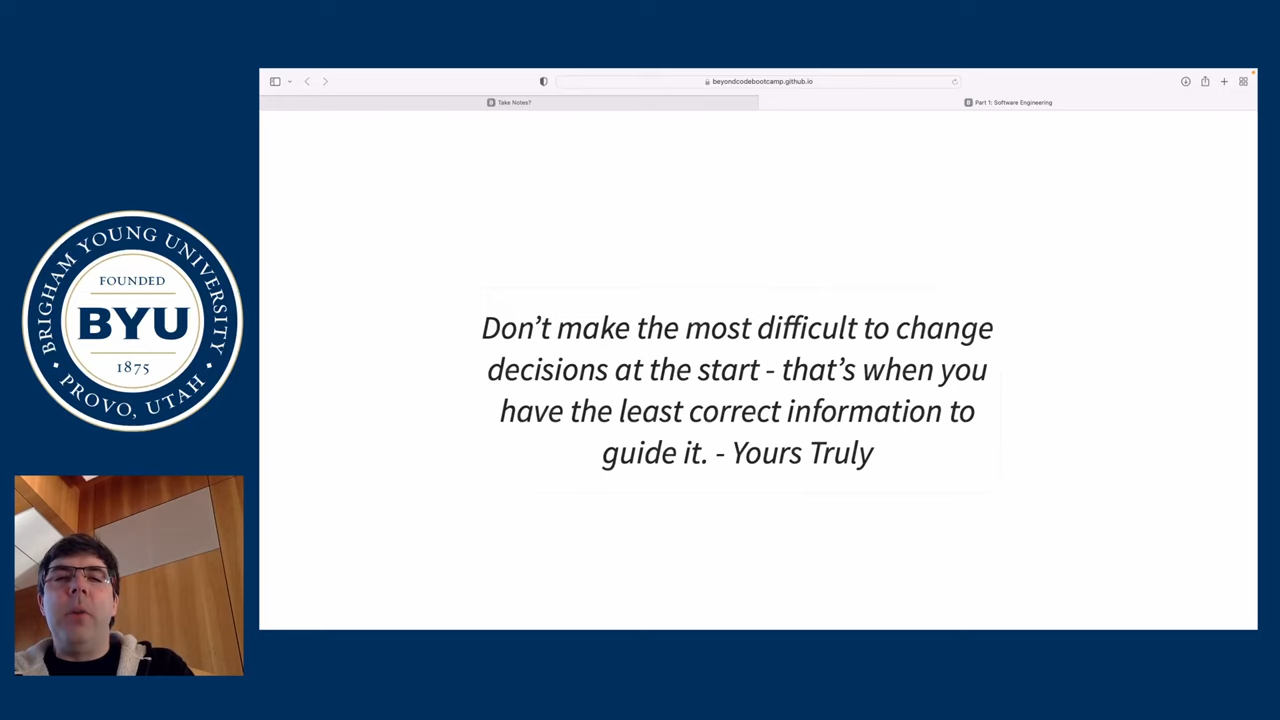 beyondcodebootcamp.github.io
Take Notes?
Part 1: Software Engineering
BRIGHAM YOUNG UNIVERSITY
FOUNDED
BYU
1875
PROVO, UTAH
Don’t make the most difficult to change
decisions at the start - that’s when you
have the least correct information to
guide it. - Yours Truly